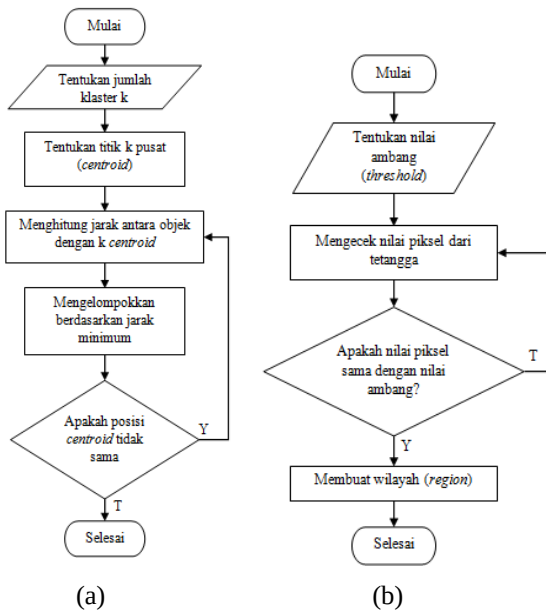 Mulai
Tentukan jumlah
klaster k
Tentukan titik k pusat
(centroid)
Menghitung jarak antara objek
dengan k centroid
Mengelompokkan
berdasarkan jarak
minimum
Apakah posisi
centroid tidak
sama
Y
T
Selesai
(a)
Mulai
Tentukan nilai
ambang
(threshold)
Mengecek nilai piksel dari
tetangga
Apakah nilai piksel
sama dengan nilai
ambang?
T
Y
Membuat wilayah (region)
Selesai
(b)